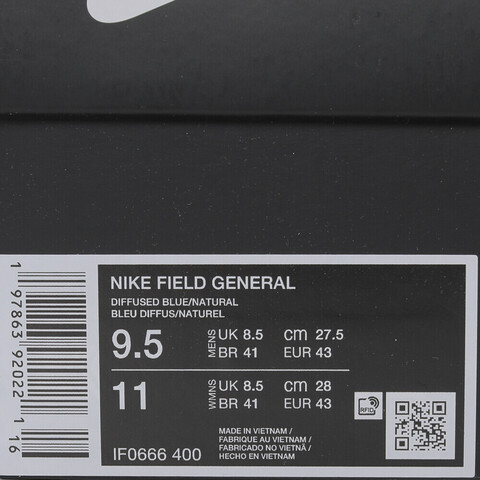 NIKE FIELD GENERAL
DIFFUSED BLUE/NATURAL
BLEU DIFFUS/NATUREL
9.5 MENS UK 8.5 cm 27.5
BR 41 EUR 43
11 WMNS UK 8.5 cm 28
BR 41 EUR 43
RFID
IF0666 400
MADE IN VIETNAM /
FABRIQUE AU VIETNAM /
FABRICADO NO VIETNÃ /
HECHO EN VIETNAM
1 97863 92022 1 16